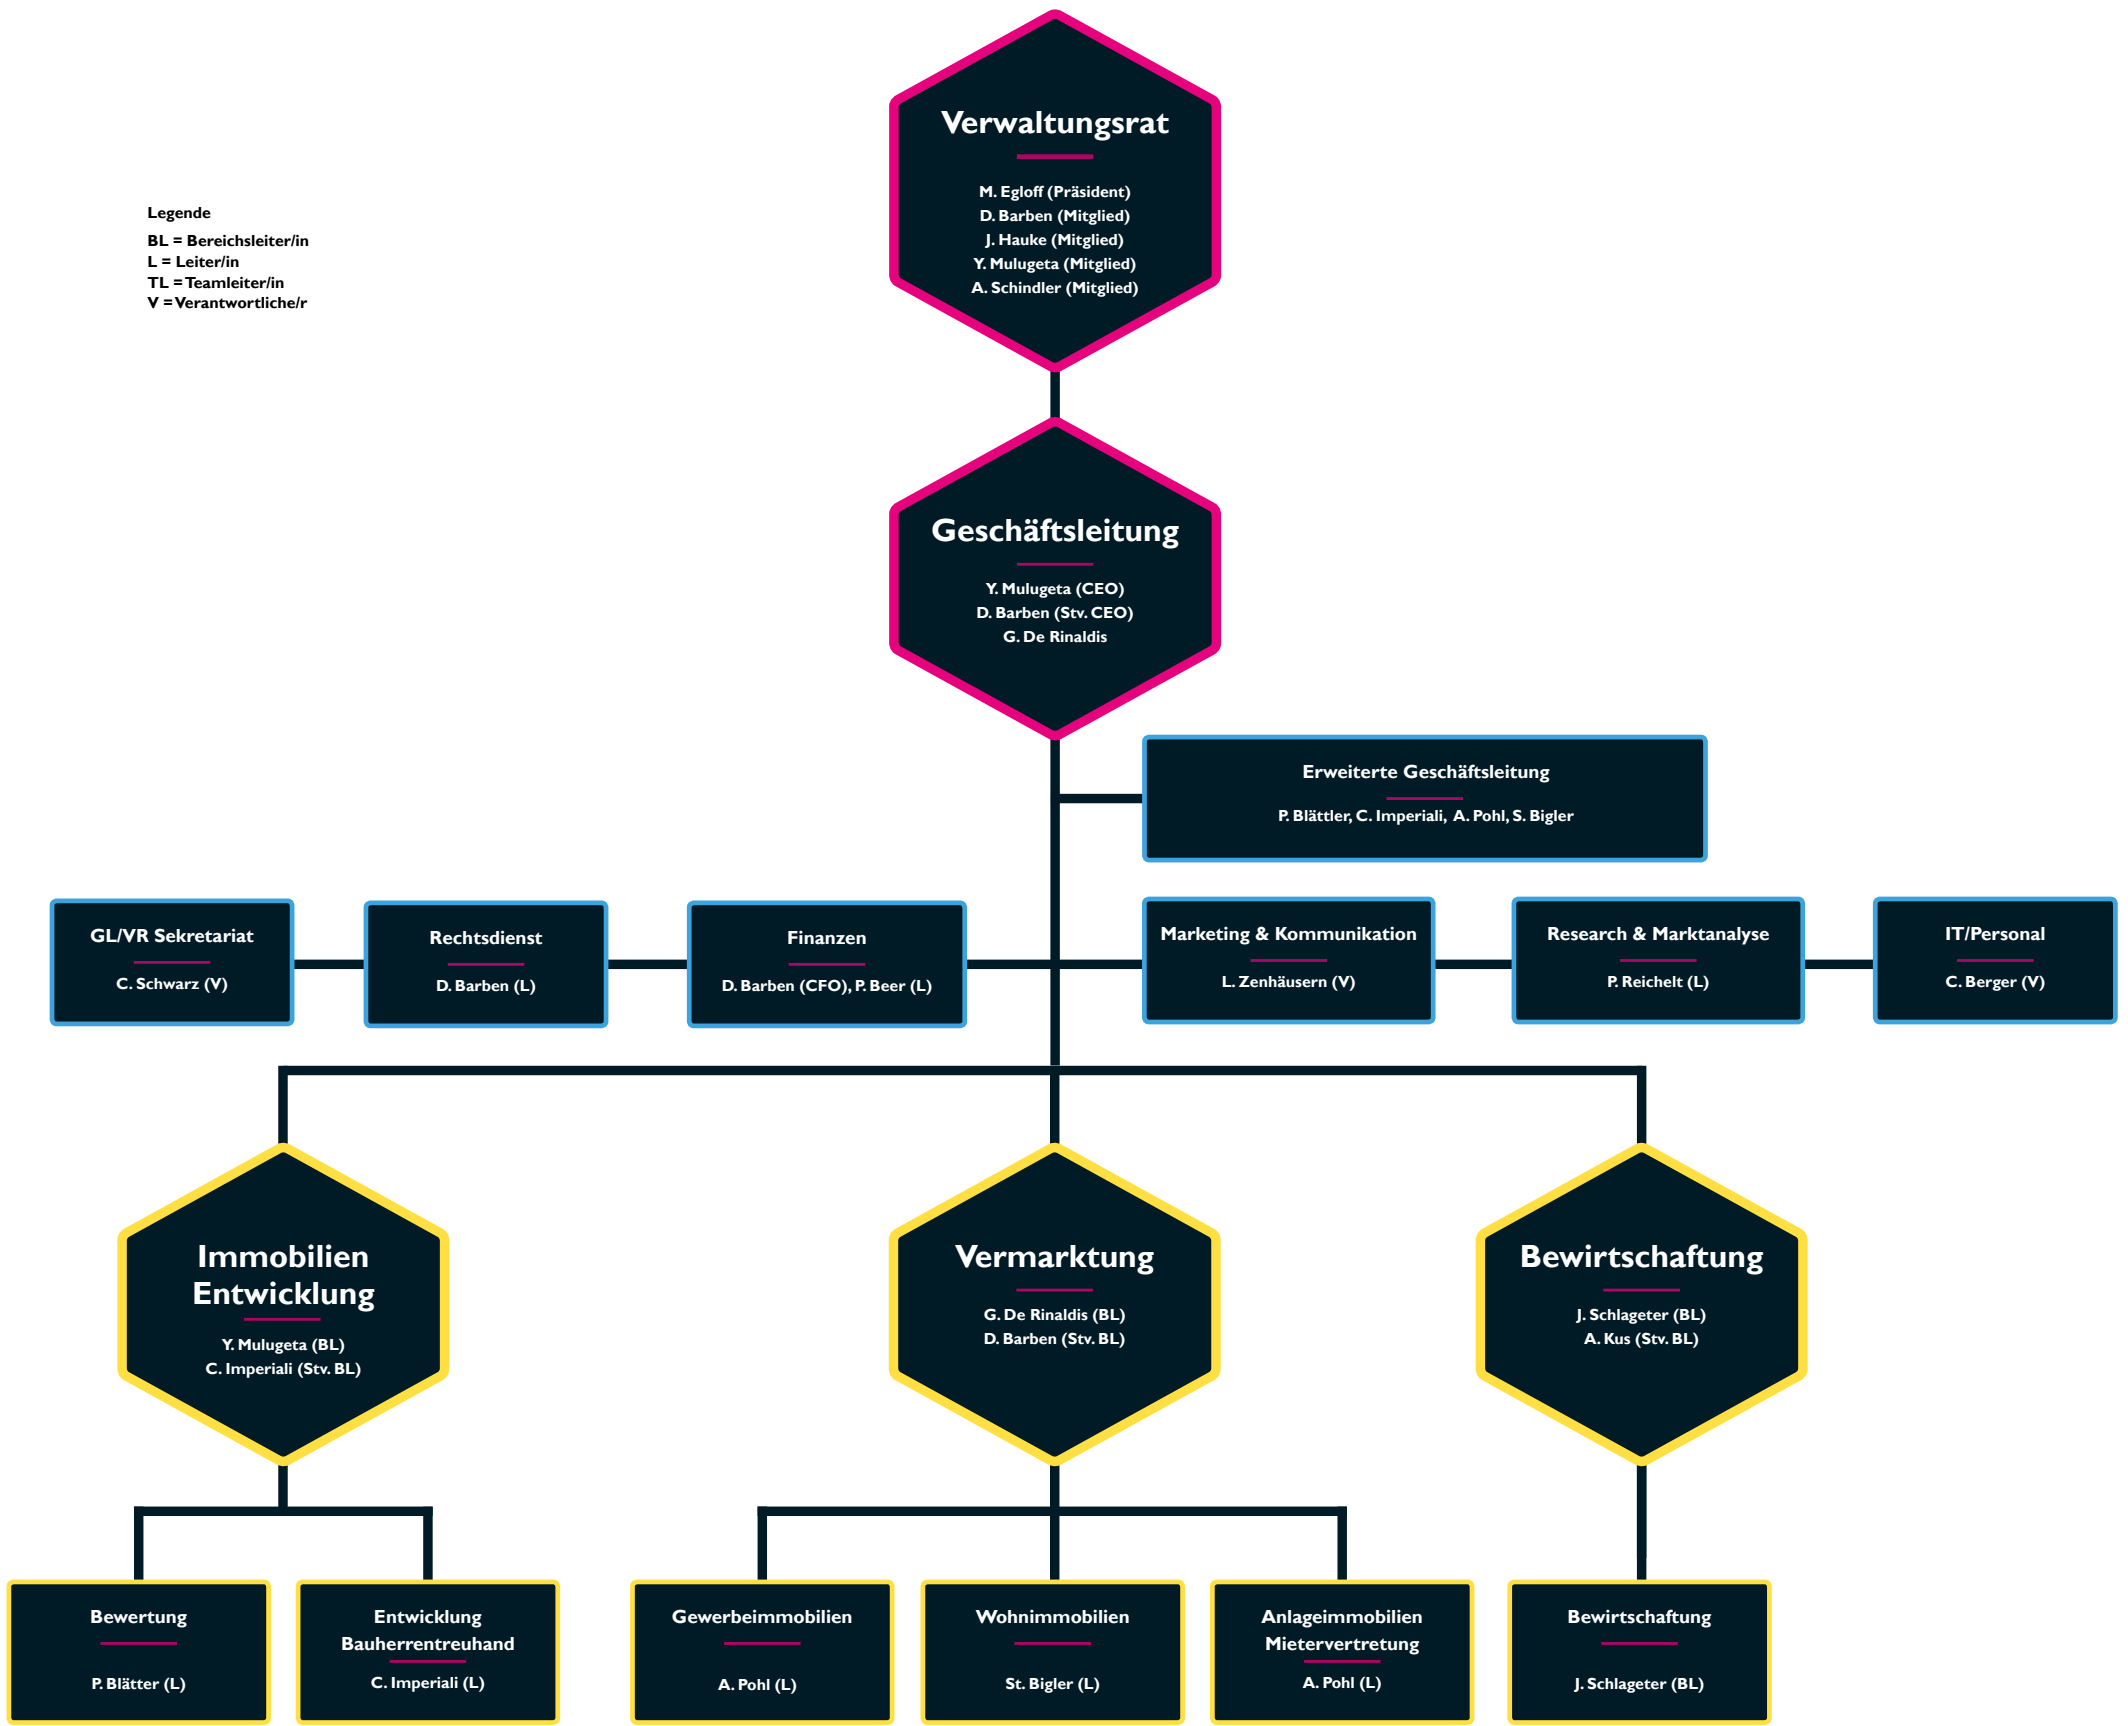 Verwaltungsrat
M. Egloff (Präsident)
D. Barben (Mitglied)
J. Hauke (Mitglied)
Y. Mulugeta (Mitglied)
A. Schindler (Mitglied)
Legende
BL = Bereichsleiter/in
L = Leiter/in
TL = Teamleiter/in
V = Verantwortliche/r
Geschäftsleitung
Y. Mulugeta (CEO)
D. Barben (Stv. CEO)
G. De Rinaldis
Erweiterte Geschäftsleitung
P. Blättler, C. Imperiali, A. Pohl, S. Bigler
GL/VR Sekretariat
C. Schwarz (V)
Rechtsdienst
D. Barben (L)
Finanzen
D. Barben (CFO), P. Beer (L)
Marketing & Kommunikation
L. Zenhäusern (V)
Research & Marktanalyse
P. Reichelt (L)
IT/Personal
C. Berger (V)
Immobilien
Entwicklung
Y. Mulugeta (BL)
C. Imperiali (Stv. BL)
Vermarktung
G. De Rinaldis (BL)
D. Barben (Stv. BL)
Bewirtschaftung
J. Schlageter (BL)
A. Kus (Stv. BL)
Bewertung
P. Blätter (L)
Entwicklung
Bauherrentreuhand
C. Imperiali (L)
Gewerbeimmobilien
A. Pohl (L)
Wohnimmobilien
St. Bigler (L)
Anlageimmobilien
Mietervertretung
A. Pohl (L)
Bewirtschaftung
J. Schlageter (BL)